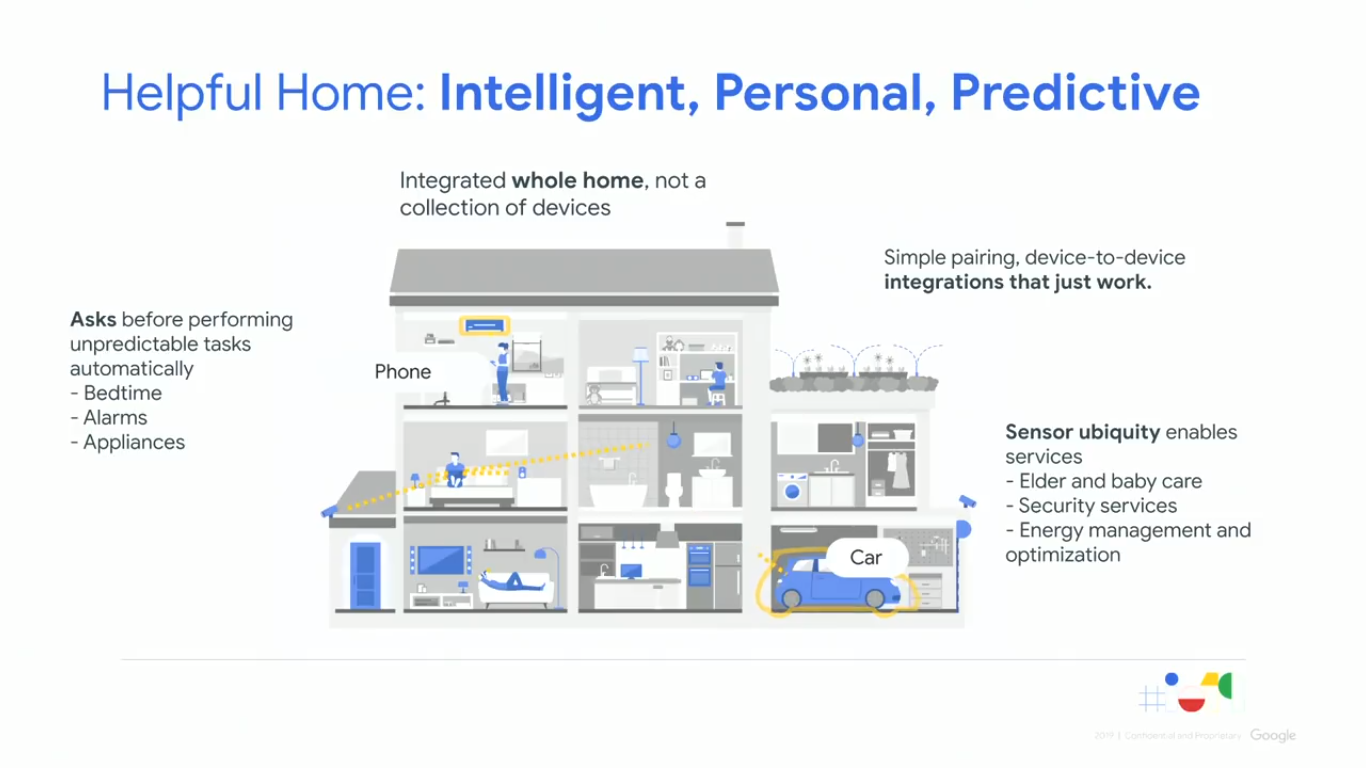 Helpful Home: Intelligent, Personal, Predictive
Integrated whole home, not a
collection of devices
Simple pairing, device-to-device
integrations that just work.
Asks before performing
unpredictable tasks
automatically
- Bedtime
- Alarms
- Appliances
Phone
Sensor ubiquity enables
services
- Elder and baby care
- Security services
- Energy management and
optimization
Car
2019 | Confidential and Proprietary Google